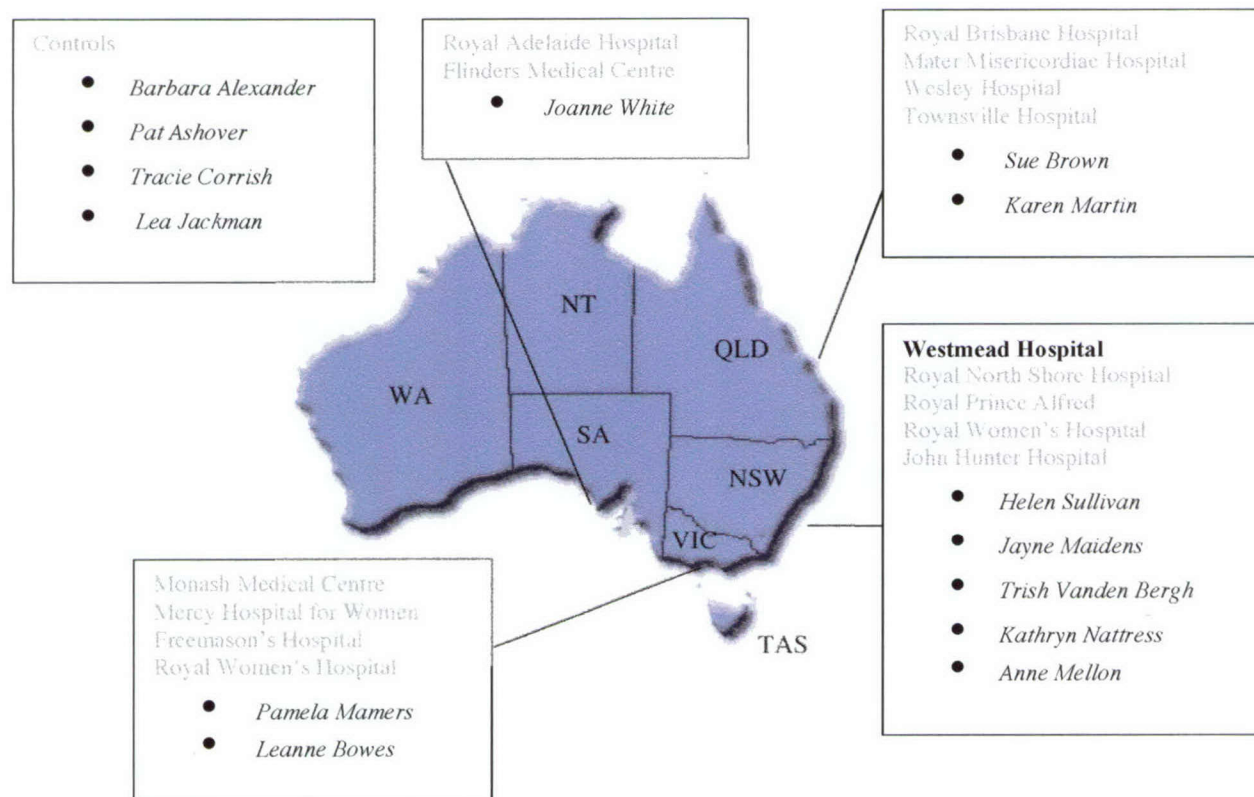 Controls
Barbara Alexander
Pat Ashover
Tracie Corrish
Lea Jackman
Royal Adelaide Hospital
Flinders Medical Centre
Joanne White
Royal Brisbane Hospital
Mater Misericordiae Hospital
Wesley Hospital
Townsville Hospital
Sue Brown
Karen Martin
NT
QLD
WA
SA
NSW
VIC
TAS
Westmead Hospital
Royal North Shore Hospital
Royal Prince Alfred
Royal Women's Hospital
John Hunter Hospital
Helen Sullivan
Jayne Maidens
Trish Vanden Bergh
Kathryn Nattress
Anne Mellon
Monash Medical Centre
Mercy Hospital for Women
Freemason's Hospital
Royal Women's Hospital
Pamela Mamers
Leanne Bowes